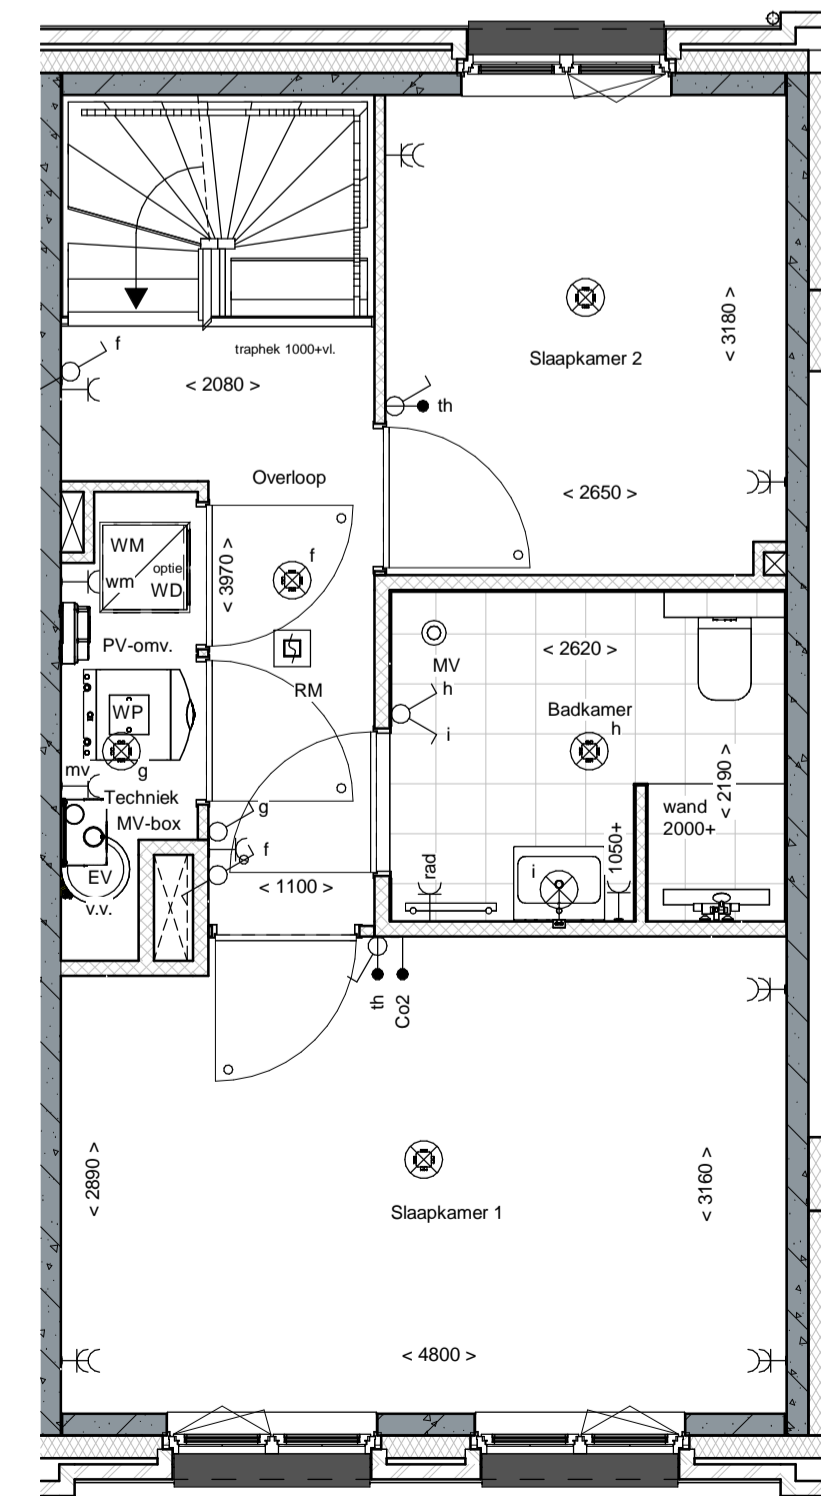 f
traphek 1000+vl.
< 2080 >
Slaapkamer 2
< 3180 >
th
Overloop
< 2650 >
WM
optie
wm
WD
< 3970 >
f
PV-omv.
RM
MV
< 2620 >
h
Badkamer
i
h
WP
mv
g
Techniek
MV-box
g
f
wand
2000+
< 2190 >
EV
v.v.
< 1100 >
rad
i
1050+
th
Co2
< 2890 >
Slaapkamer 1
< 3160 >
< 4800 >